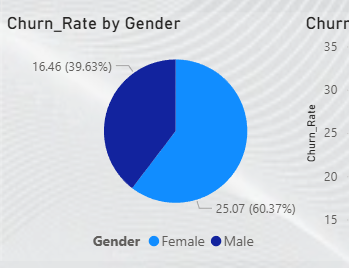 Churn_Rate by Gender
16.46 (39.63%)
25.07 (60.37%)
Gender Female Male
Churn
35
30
25
20
15
Churn_Rate